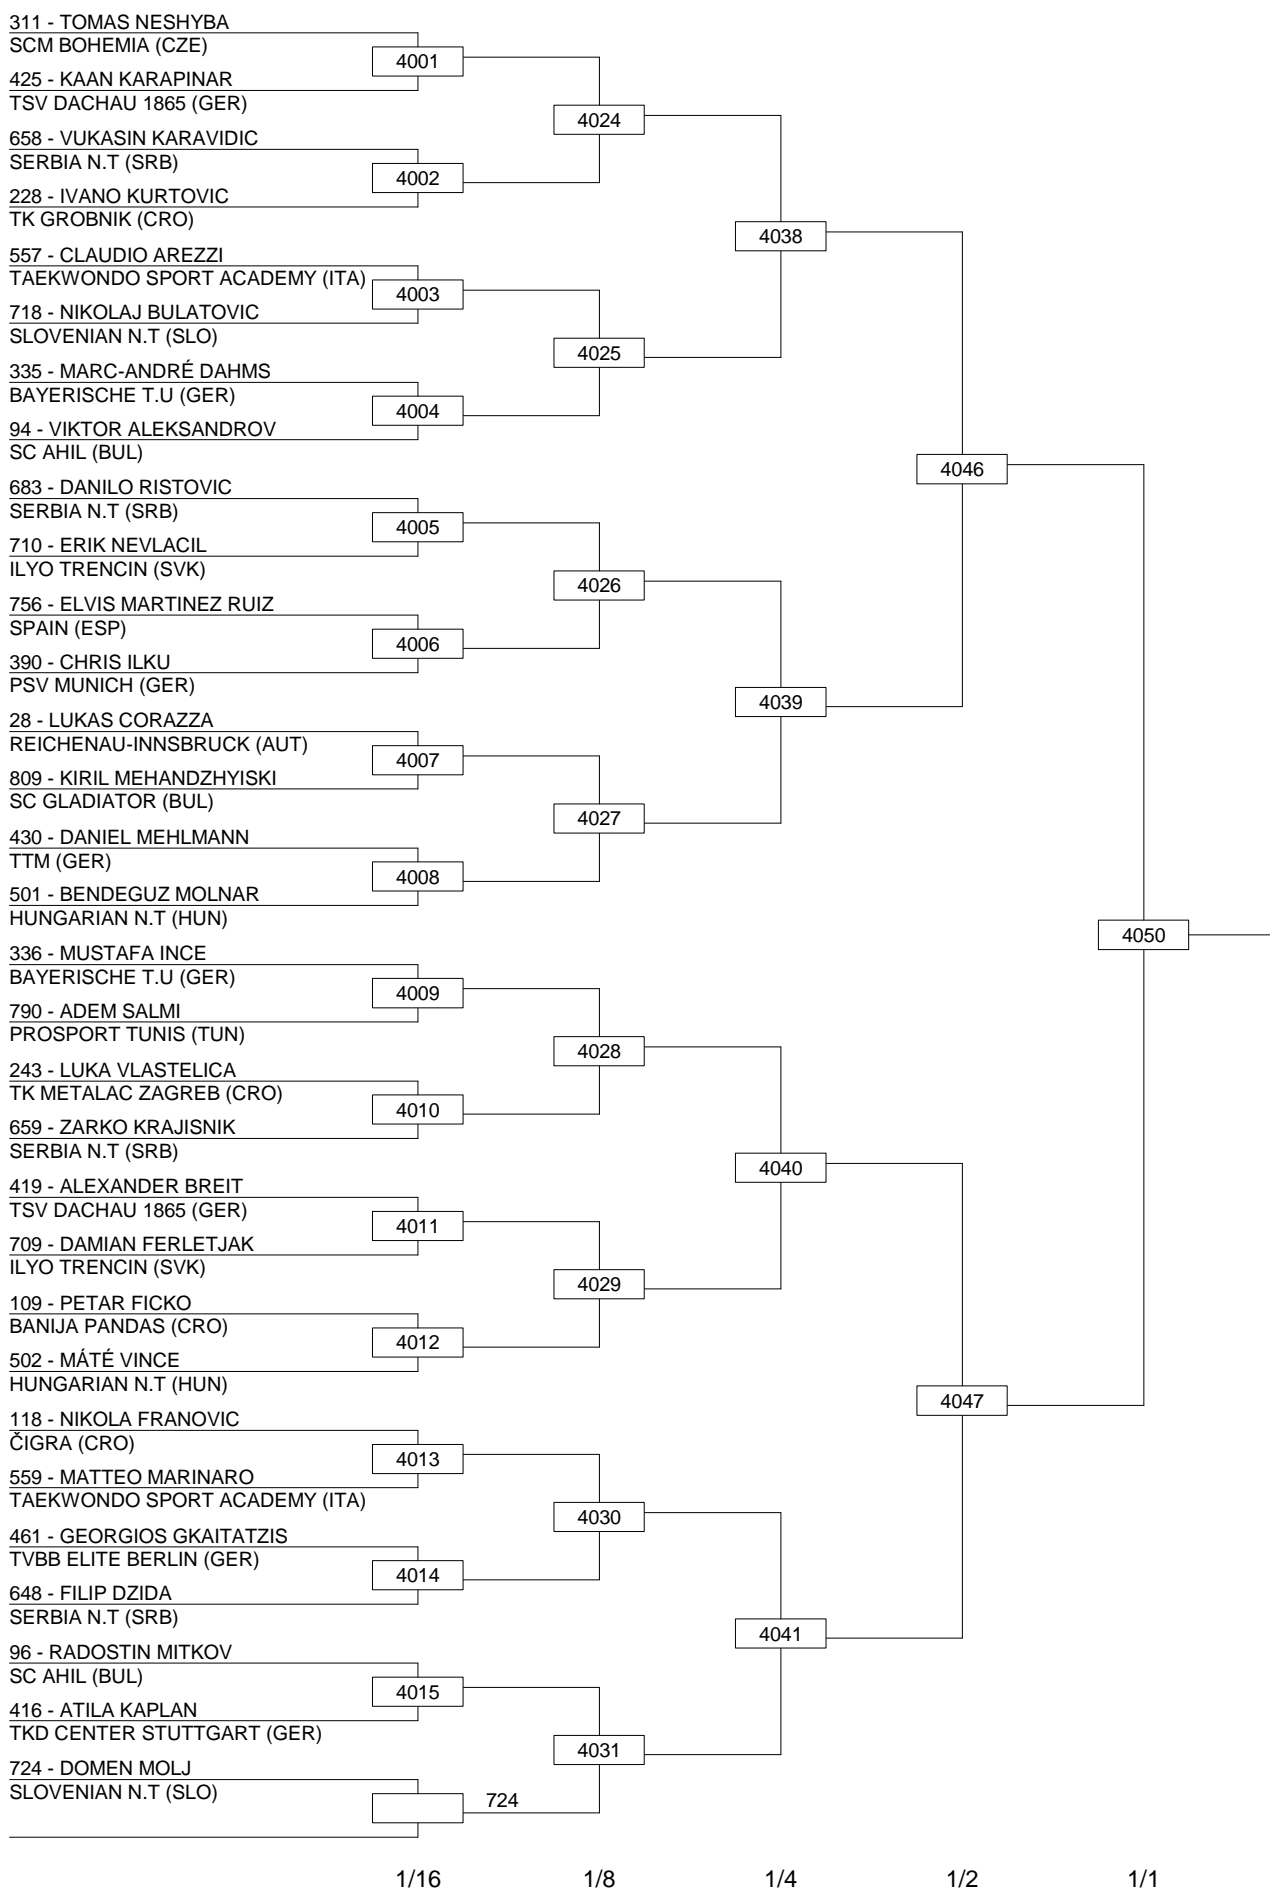 311 - TOMAS NESHYBA
SCM BOHEMIA (CZE)
4001
425 - KAAN KARAPINAR
TSV DACHAU 1865 (GER)
4024
658 - VUKASIN KARAVIDIC
SERBIA N.T (SRB)
4002
228 - IVANO KURTOVIC
TK GROBNIK (CRO)
4038
557 - CLAUDIO AREZZI
TAEKWONDO SPORT ACADEMY (ITA)
4003
718 - NIKOLAJ BULATOVIC
SLOVENIAN N.T (SLO)
4025
335 - MARC-ANDRÉ DAHMS
BAYERISCHE T.U (GER)
4004
94 - VIKTOR ALEKSANDROV
SC AHIL (BUL)
4046
683 - DANILO RISTOVIC
SERBIA N.T (SRB)
4005
710 - ERIK NEVLACIL
ILYO TRENCIN (SVK)
4026
756 - ELVIS MARTINEZ RUIZ
SPAIN (ESP)
4006
390 - CHRIS ILKU
PSV MUNICH (GER)
4039
28 - LUKAS CORAZZA
REICHENAU-INNSBRUCK (AUT)
4007
809 - KIRIL MEHANDZHYISKI
SC GLADIATOR (BUL)
4027
430 - DANIEL MEHLMANN
TTM (GER)
4008
501 - BENDEGUZ MOLNAR
HUNGARIAN N.T (HUN)
4050
336 - MUSTAFA INCE
BAYERISCHE T.U (GER)
4009
790 - ADEM SALMI
PROSPORT TUNIS (TUN)
4028
243 - LUKA VLASTELICA
TK METALAC ZAGREB (CRO)
4010
659 - ZARKO KRAJISNIK
SERBIA N.T (SRB)
4040
419 - ALEXANDER BREIT
TSV DACHAU 1865 (GER)
4011
709 - DAMIAN FERLETJAK
ILYO TRENCIN (SVK)
4029
109 - PETAR FICKO
BANIJA PANDAS (CRO)
4012
502 - MÁTÉ VINCE
HUNGARIAN N.T (HUN)
4047
118 - NIKOLA FRANOVIC
ČIGRA (CRO)
4013
559 - MATTEO MARINARO
TAEKWONDO SPORT ACADEMY (ITA)
4030
461 - GEORGIOS GKAITATZIS
TVBB ELITE BERLIN (GER)
4014
648 - FILIP DZIDA
SERBIA N.T (SRB)
4041
96 - RADOSTIN MITKOV
SC AHIL (BUL)
4015
416 - ATILA KAPLAN
TKD CENTER STUTTGART (GER)
4031
724 - DOMEN MOLJ
SLOVENIAN N.T (SLO)
724
1/16 1/8 1/4 1/2 1/1